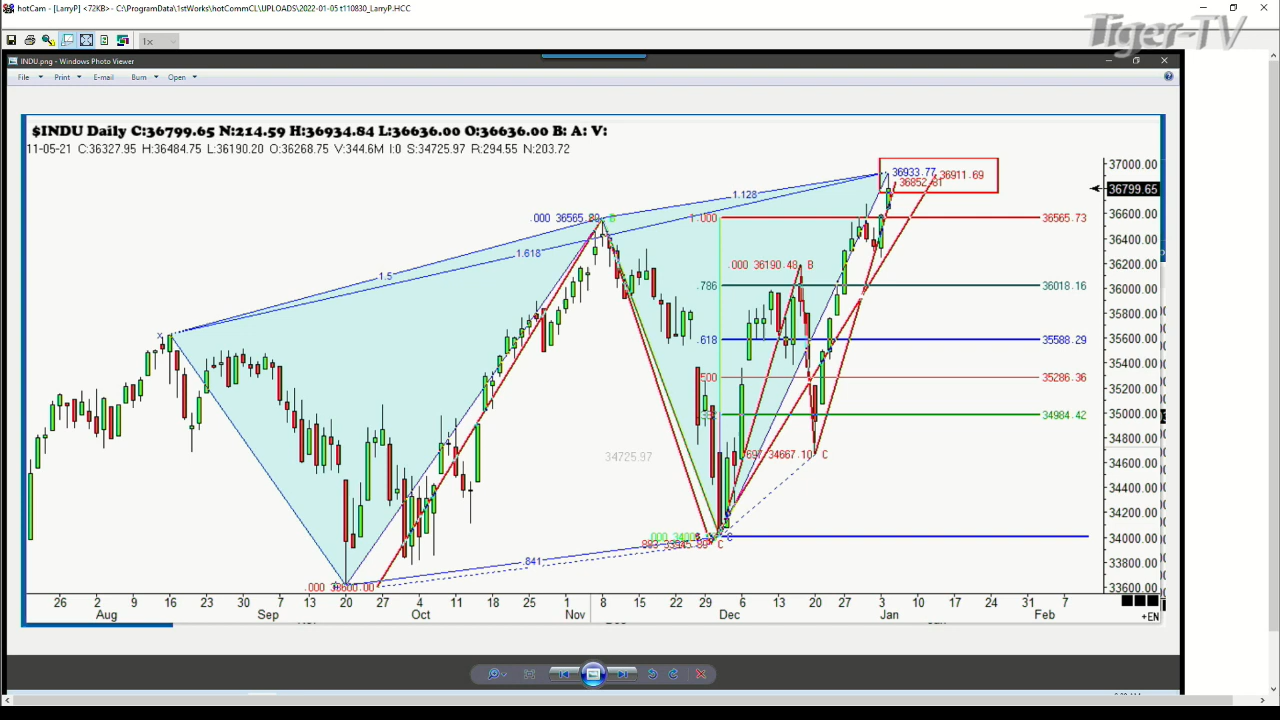 hotCam - [LarryP] <72KB>- C:\ProgramData\1stWorks\hotCommCL\UPLOADS\2022-01-05 t110830_LarryP.HCC
Tiger-TV
1x
INDU.png - Windows Photo Viewer
File Print E-mail Burn Open
$INDU Daily C:36799.65 N:214.59 H:36934.84 L:36636.00 O:36636.00 B: A: V:
11-05-21 C:36327.95 H:36484.75 L:36190.20 O:36268.75 V:344.6M I:0 S:34725.97 R:294.55 N:203.72
37000.00
36933.77
36911.69
36852.81
36799.65
1.128
.000 36565.80 B
1.000
36565.73
36600.00
36400.00
1.618
.000 36190.48 B
36200.00
1.5
.786
36018.16
36000.00
35800.00
X
.618
35588.29
35600.00
35400.00
.500
35286.36
35200.00
34984.42
35000.00
34800.00
34725.97
34667.10 C
34600.00
34400.00
34200.00
34000.00
C
.841
33800.00
.000 33600.00
33600.00
26 2 9 16 23 30 7 13 20 27 4 11 18 25 1 8 15 22 29 6 13 20 27 3 10 17 24 31 7
Aug Sep Oct Nov Dec Jan Feb
+EN